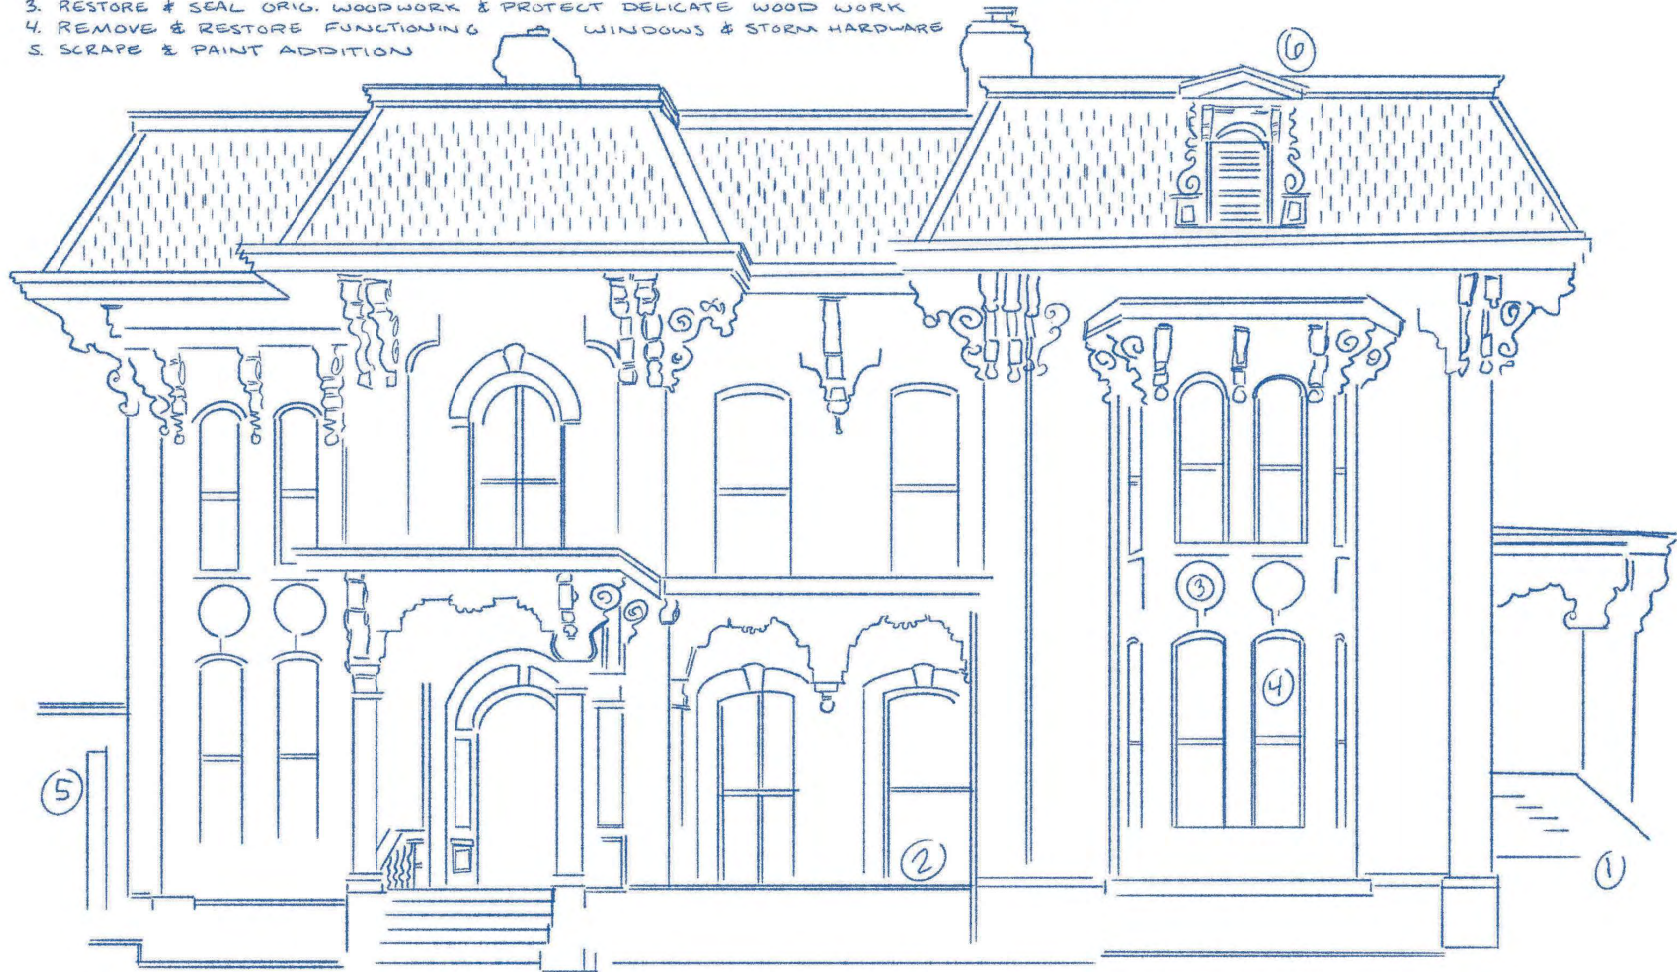 3. RESTORE & SEAL ORIG. WOODWORK & PROTECT DELICATE WOOD WORK
4. REMOVE & RESTORE FUNCTIONING WINDOWS & STORM HARDWARE
5. SCRAPE & PAINT ADDITION
6
3
4
5
2
1